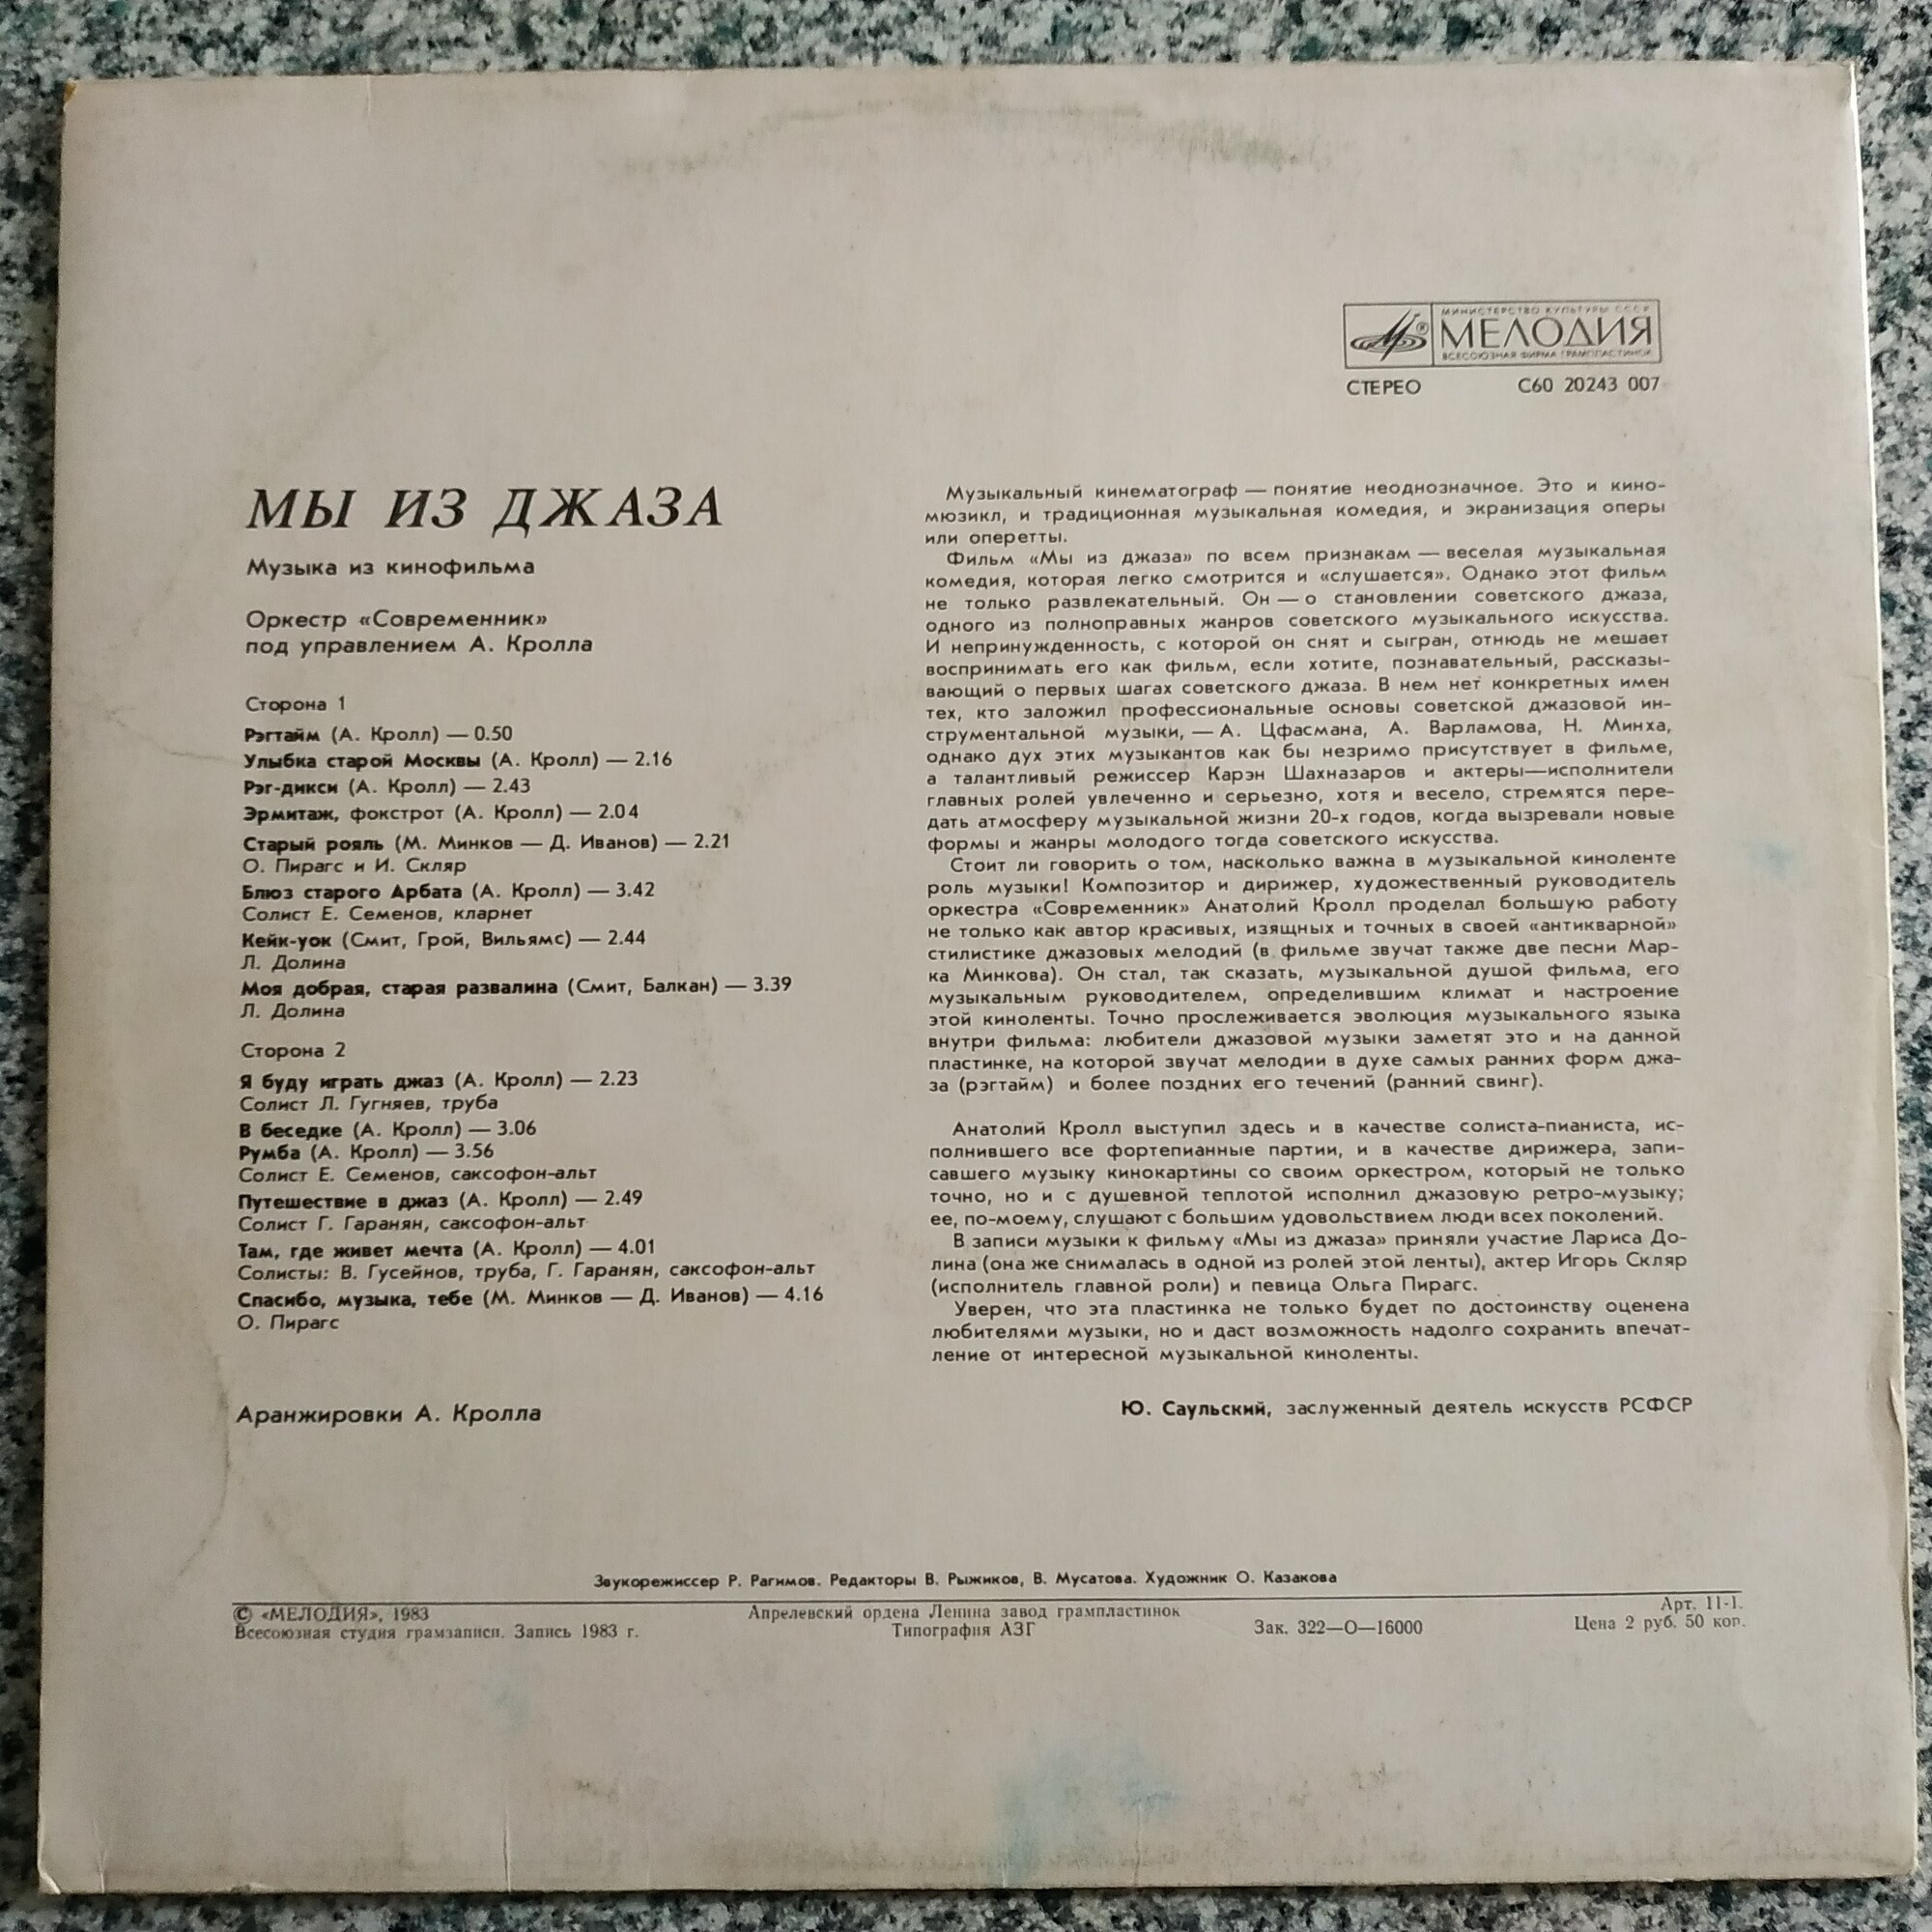 МИНИСТЕРСТВО КУЛЬТУРЫ СССР
МЕЛОДИЯ
ВСЕСОЮЗНАЯ ФИРМА ГРАМПЛАСТИНОК
СТЕРЕО С60 20243 007
МЫ ИЗ ДЖАЗА
Музыка из кинофильма
Оркестр «Современник»
под управлением А. Кролла
Сторона 1
Рэгтайм (А. Кролл) — 0.50
Улыбка старой Москвы (А. Кролл) — 2.16
Рэг-дикси (А. Кролл) — 2.43
Эрмитаж, фокстрот (А. Кролл) — 2.04
Старый рояль (М. Минков — Д. Иванов) — 2.21
О. Пирагс и И. Скляр
Блюз старого Арбата (А. Кролл) — 3.42
Солист Е. Семенов, кларнет
Кейк-уок (Смит, Грой, Вильямс) — 2.44
Л. Долина
Моя добрая, старая развалина (Смит, Балкан) — 3.39
Л. Долина
Сторона 2
Я буду играть джаз (А. Кролл) — 2.23
Солист Л. Гугняев, труба
В беседке (А. Кролл) — 3.06
Румба (А. Кролл) — 3.56
Солист Е. Семенов, саксофон-альт
Путешествие в джаз (А. Кролл) — 2.49
Солист Г. Гаранян, саксофон-альт
Там, где живет мечта (А. Кролл) — 4.01
Солисты: В. Гусейнов, труба, Г. Гаранян, саксофон-альт
Спасибо, музыка, тебе (М. Минков — Д. Иванов) — 4.16
О. Пирагс
Аранжировки А. Кролла
Музыкальный кинематограф — понятие неоднозначное. Это и кино-
мюзикл, и традиционная музыкальная комедия, и экранизация оперы
или оперетты.
Фильм «Мы из джаза» по всем признакам — веселая музыкальная
комедия, которая легко смотрится и «слушается». Однако этот фильм
не только развлекательный. Он — о становлении советского джаза,
одного из полноправных жанров советского музыкального искусства.
И непринужденность, с которой он снят и сыгран, отнюдь не мешает
воспринимать его как фильм, если хотите, познавательный, рассказы-
вающий о первых шагах советского джаза. В нем нет конкретных имен
тех, кто заложил профессиональные основы советской джазовой ин-
струментальной музыки, — А. Цфасмана, А. Варламова, Н. Минха,
однако дух этих музыкантов как бы незримо присутствует в фильме,
а талантливый режиссер Карэн Шахназаров и актеры—исполнители
главных ролей увлеченно и серьезно, хотя и весело, стремятся пере-
дать атмосферу музыкальной жизни 20-х годов, когда вызревали новые
формы и жанры молодого тогда советского искусства.
Стоит ли говорить о том, насколько важна в музыкальной киноленте
роль музыки! Композитор и дирижер, художественный руководитель
оркестра «Современник» Анатолий Кролл проделал большую работу
не только как автор красивых, изящных и точных в своей «антикварной»
стилистике джазовых мелодий (в фильме звучат также две песни Мар-
ка Минкова). Он стал, так сказать, музыкальной душой фильма, его
музыкальным руководителем, определившим климат и настроение
этой киноленты. Точно прослеживается эволюция музыкального языка
внутри фильма: любители джазовой музыки заметят это и на данной
пластинке, на которой звучат мелодии в духе самых ранних форм джа-
за (рэгтайм) и более поздних его течений (ранний свинг).
Анатолий Кролл выступил здесь и в качестве солиста-пианиста, ис-
полнившего все фортепианные партии, и в качестве дирижера, запи-
савшего музыку кинокартины со своим оркестром, который не только
точно, но и с душевной теплотой исполнил джазовую ретро-музыку;
ее, по-моему, слушают с большим удовольствием люди всех поколений.
В записи музыки к фильму «Мы из джаза» приняли участие Лариса До-
лина (она же снималась в одной из ролей этой ленты), актер Игорь Скляр
(исполнитель главной роли) и певица Ольга Пирагс.
Уверен, что эта пластинка не только будет по достоинству оценена
любителями музыки, но и даст возможность надолго сохранить впечат-
ление от интересной музыкальной киноленты.
Ю. Саульский, заслуженный деятель искусств РСФСР
Звукорежиссер Р. Рагимов. Редакторы В. Рыжиков, В. Мусатова. Художник О. Казакова
© «МЕЛОДИЯ», 1983
Всесоюзная студия грамзаписи. Запись 1983 г.
Апрелевский ордена Ленина завод грампластинок
Типография АЗГ
Зак. 322—О—16000
Арт. 11-1.
Цена 2 руб. 50 коп.